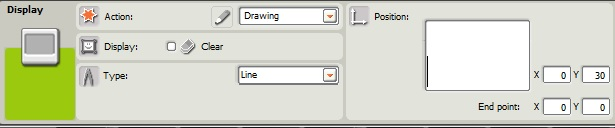 Display
Action: Drawing
Display: Clear
Type: Line
Position:
X 0 Y 30
End point: X 0 Y 0